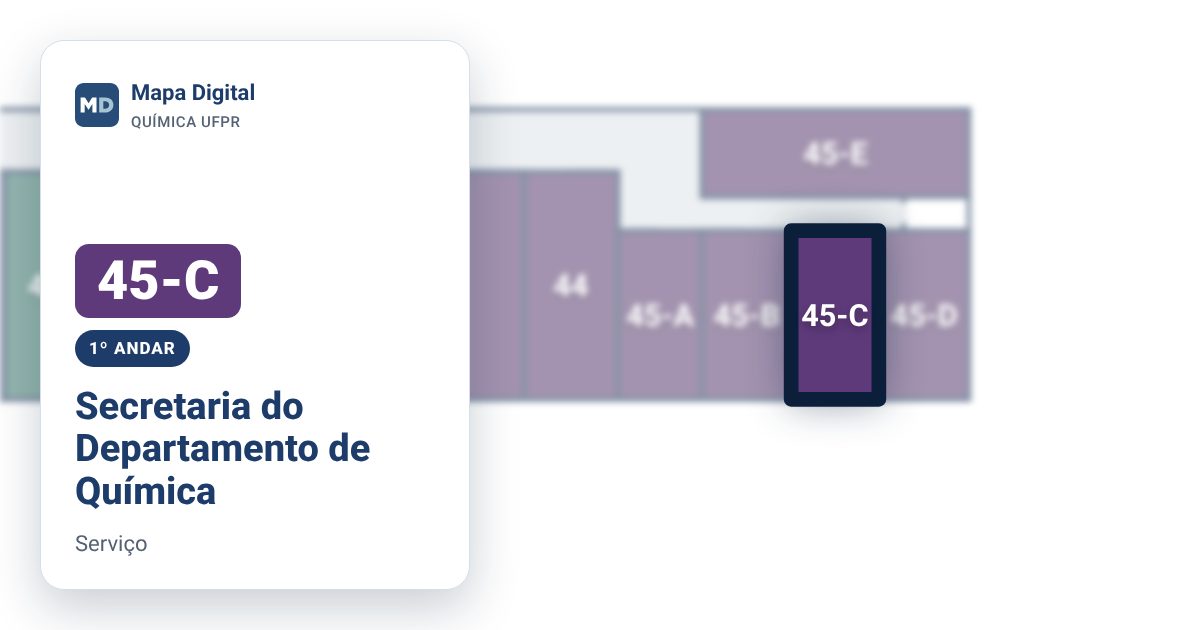 MD
Mapa Digital
QUÍMICA UFPR
45-C
1º ANDAR
Secretaria do
Departamento de
Química
Serviço
45-E
44
45-A
45-B
45-C
45-D